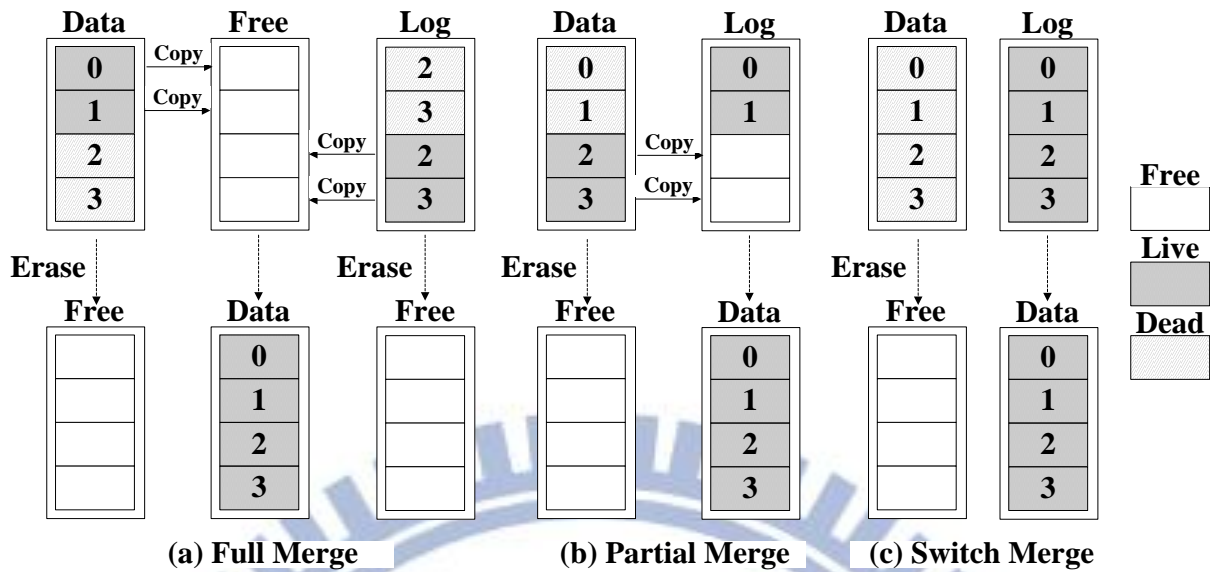 Data Free Log Data Log Data Log
0 Copy 2 0 0 0 0
1 Copy 3 1 1 1 1
2 Copy 2 2 Copy 2 2
3 Copy 3 3 Copy 3 3
Free
Live
Dead
Erase Erase Erase Erase
Free Data Free Free Data Free Data
0 0 0
1 1 1
2 2 2
3 3 3
(a) Full Merge (b) Partial Merge (c) Switch Merge